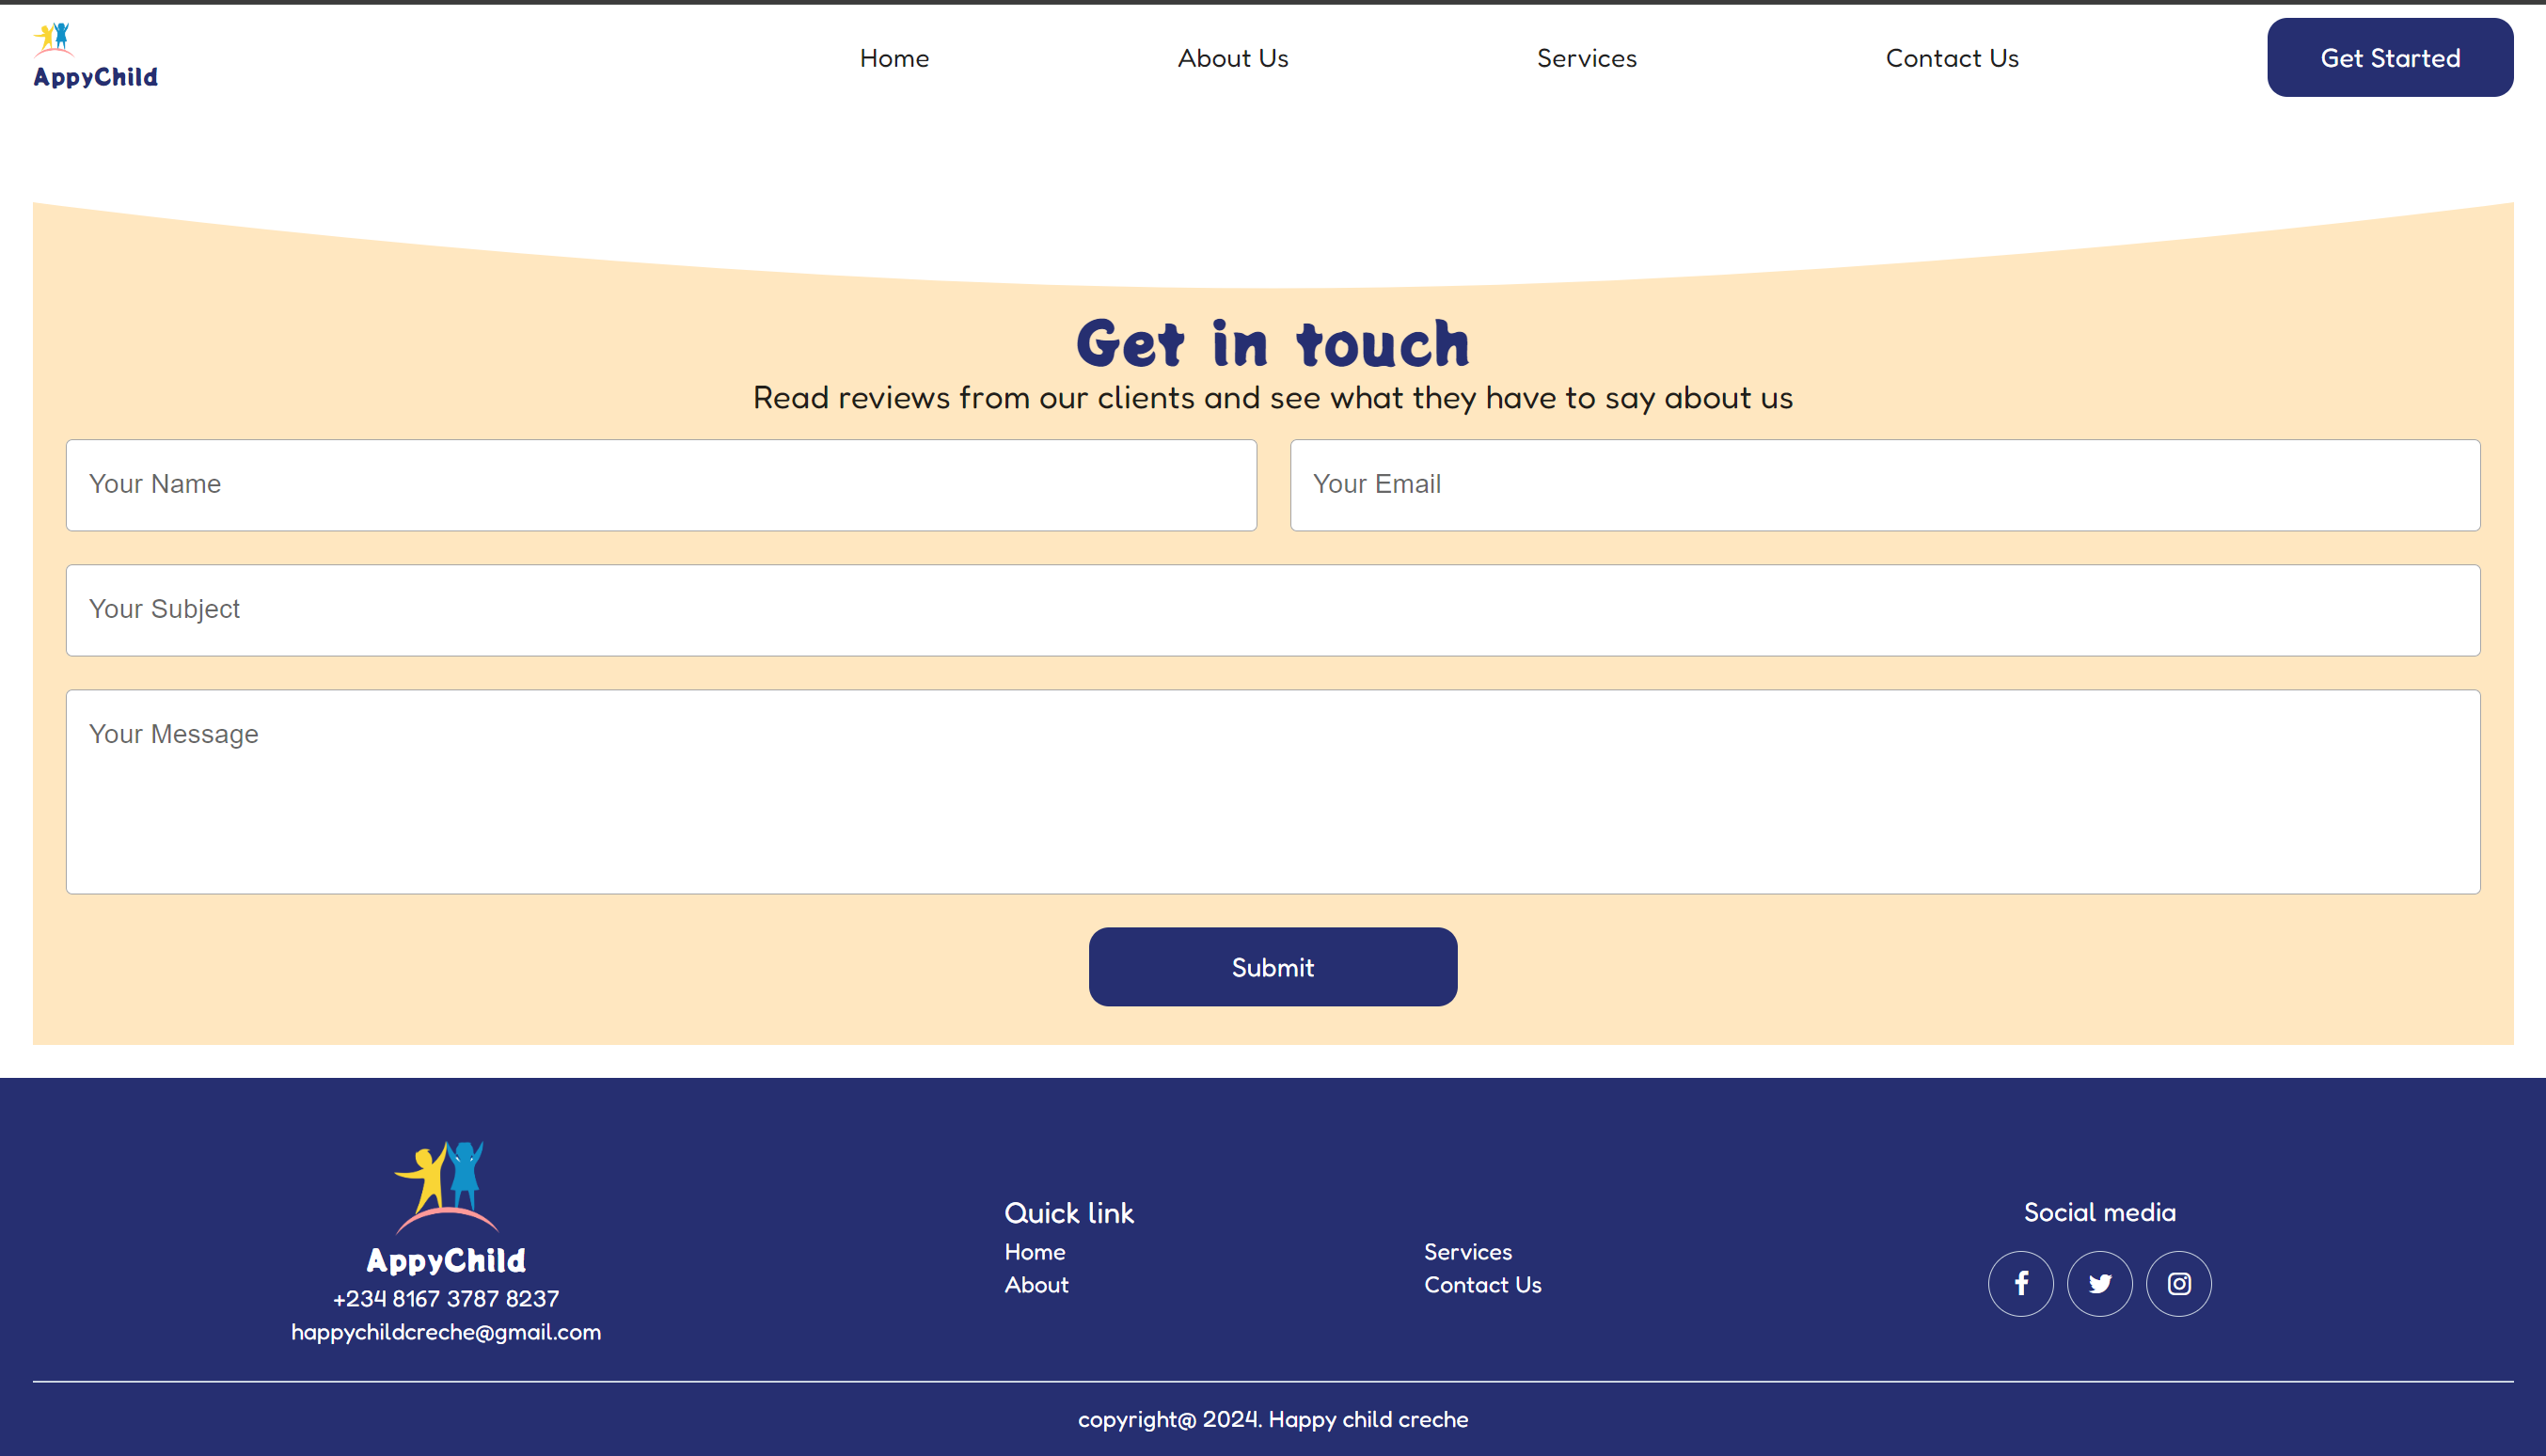 AppyChild
Home About Us Services Contact Us Get Started
Get in touch
Read reviews from our clients and see what they have to say about us
Your Name Your Email
Your Subject
Your Message
Submit
AppyChild
+234 8167 3787 8237
happychildcreche@gmail.com
Quick link
Home Services
About Contact Us
Social media
copyright@ 2024. Happy child creche